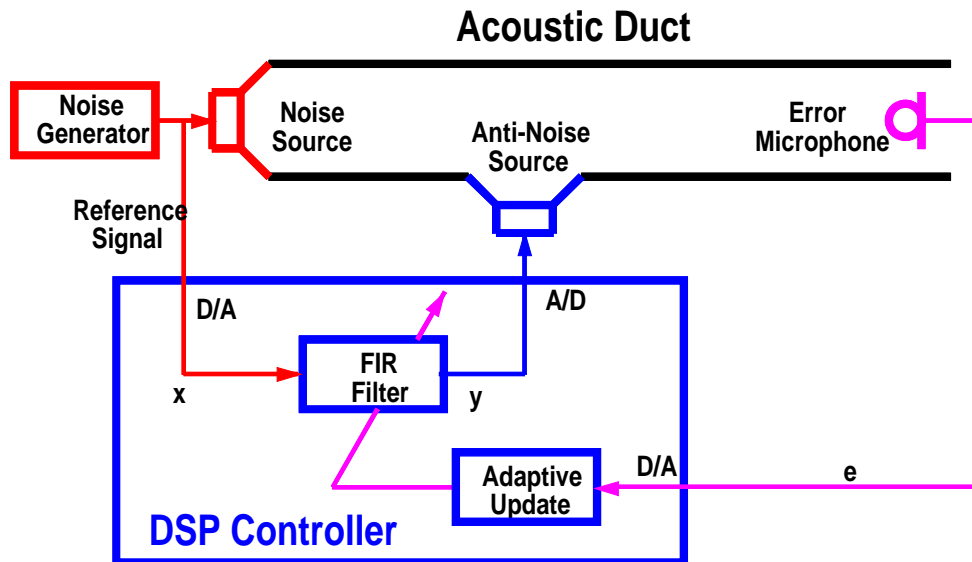 Acoustic Duct
Noise
Generator
Noise
Source
Anti-Noise
Source
Error
Microphone
Reference
Signal
D/A
A/D
FIR
Filter
x
y
Adaptive
Update
D/A
e
DSP Controller